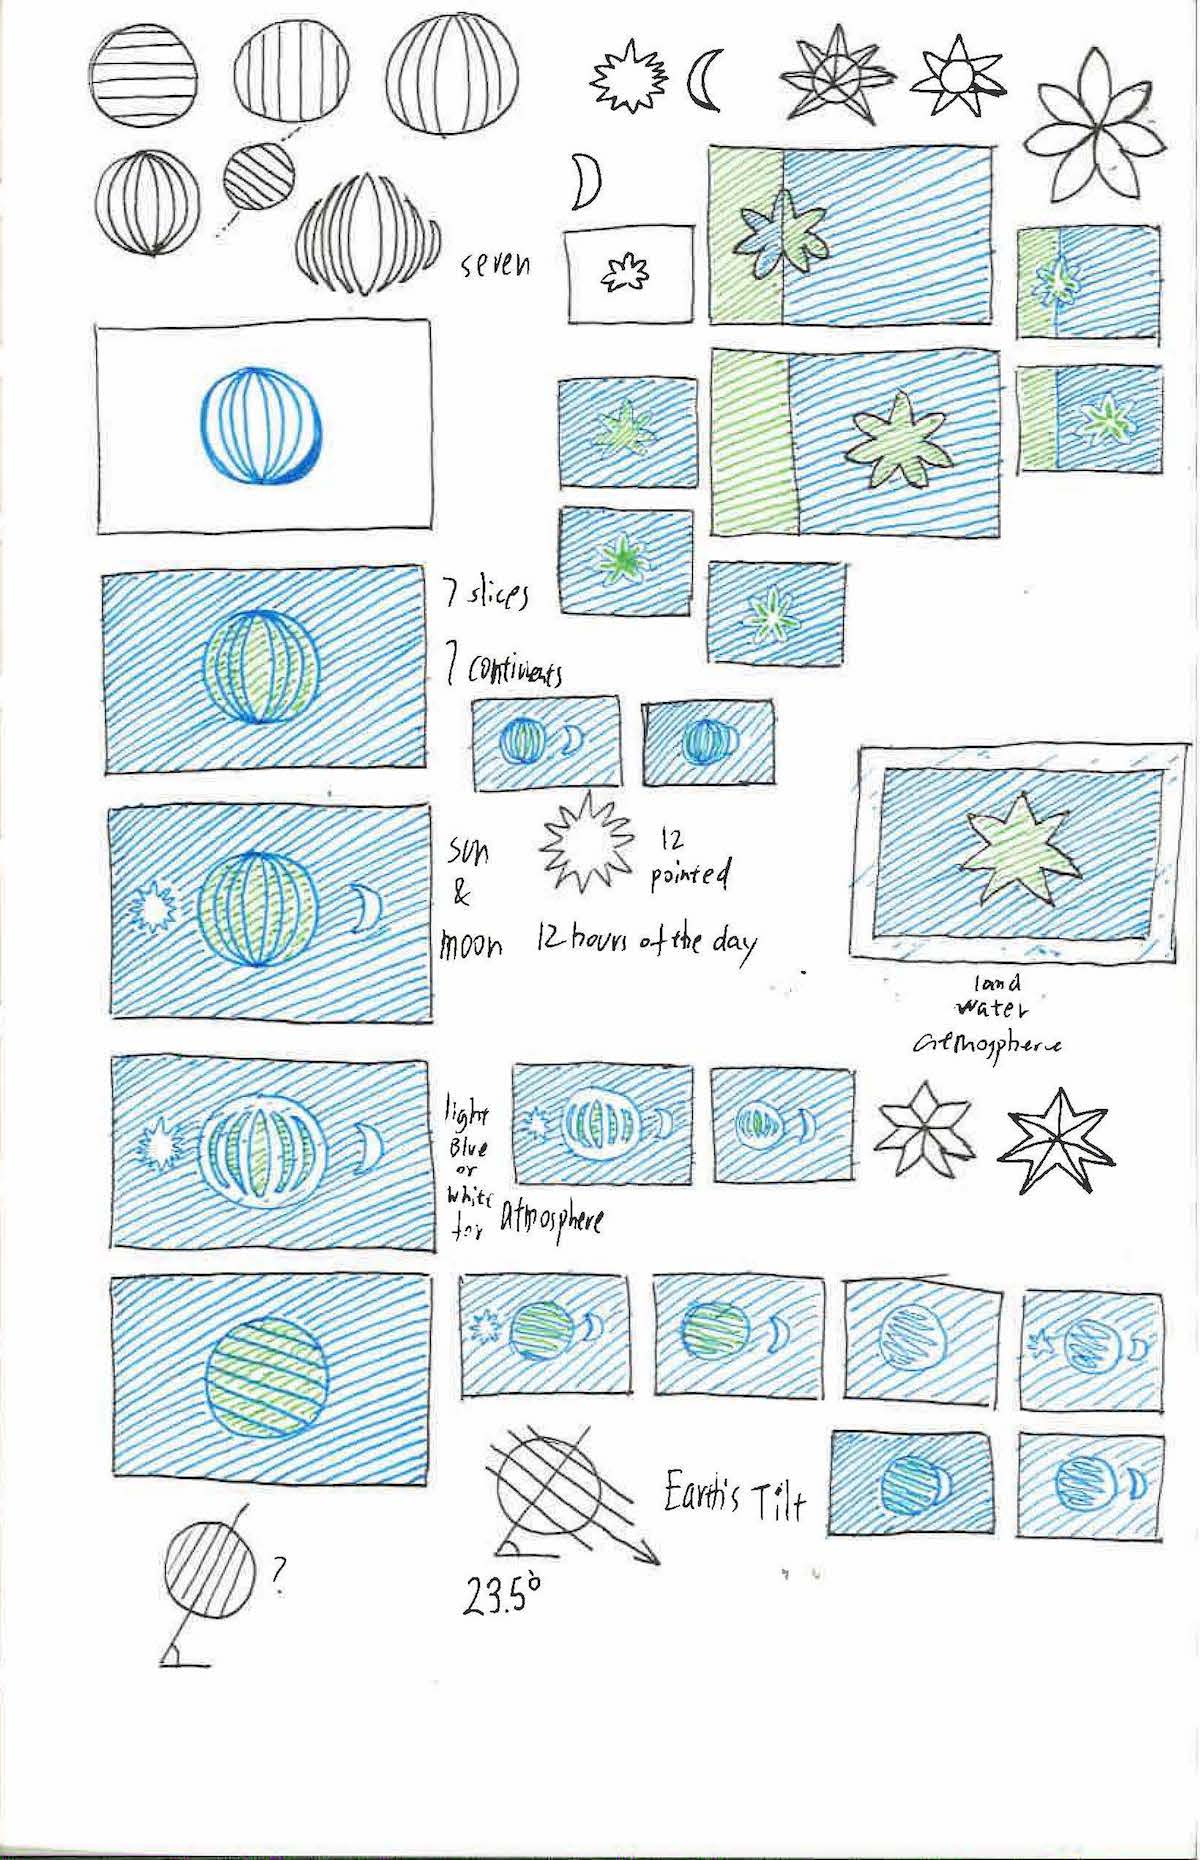 seven
7 slices
7 continents
sun
&
moon
12
pointed
12 hours of the day
land
water
atmosphere
light
Blue
or
white
for Atmosphere
Earth's Tilt
?
23.5°